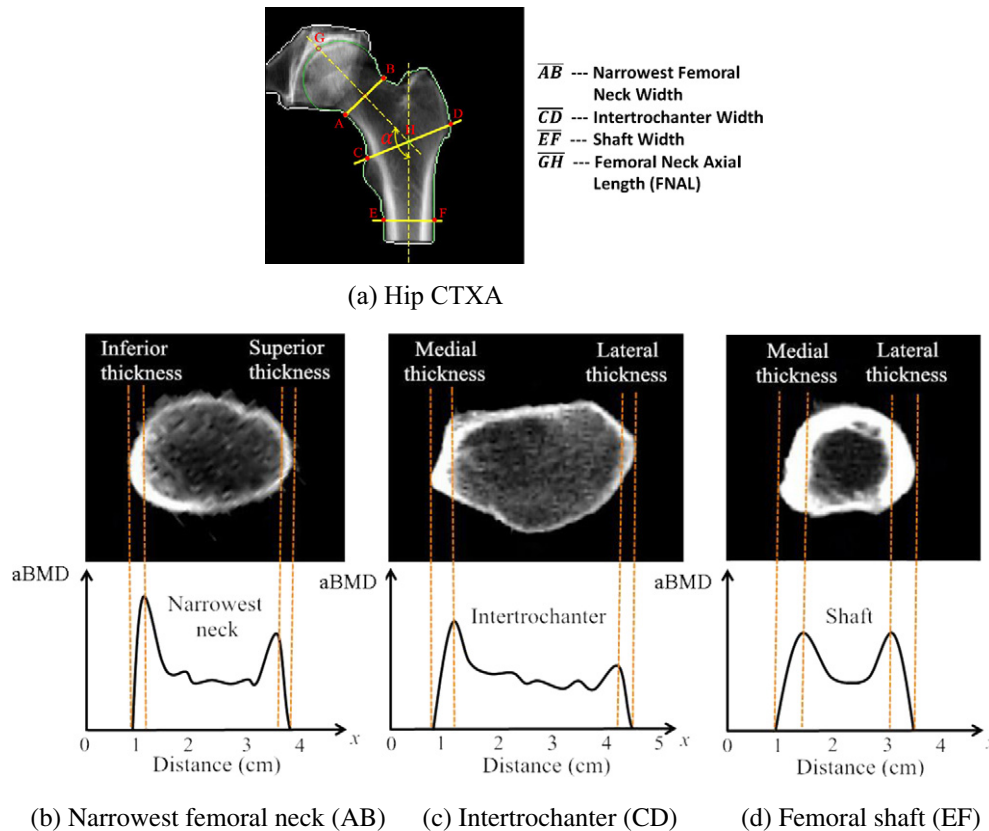 G
B
A
D
H
α
C
E
F
AB --- Narrowest Femoral
Neck Width
CD --- Intertrochanter Width
EF --- Shaft Width
GH --- Femoral Neck Axial
Length (FNAL)
(a) Hip CTXA
Inferior
thickness
Superior
thickness
Medial
thickness
Lateral
thickness
Medial
thickness
Lateral
thickness
aBMD
Narrowest
neck
0 1 2 3 4 x
Distance (cm)
aBMD
Intertrochanter
0 1 2 3 4 5 x
Distance (cm)
aBMD
Shaft
0 1 2 3 4 x
Distance (cm)
(b) Narrowest femoral neck (AB) (c) Intertrochanter (CD) (d) Femoral shaft (EF)